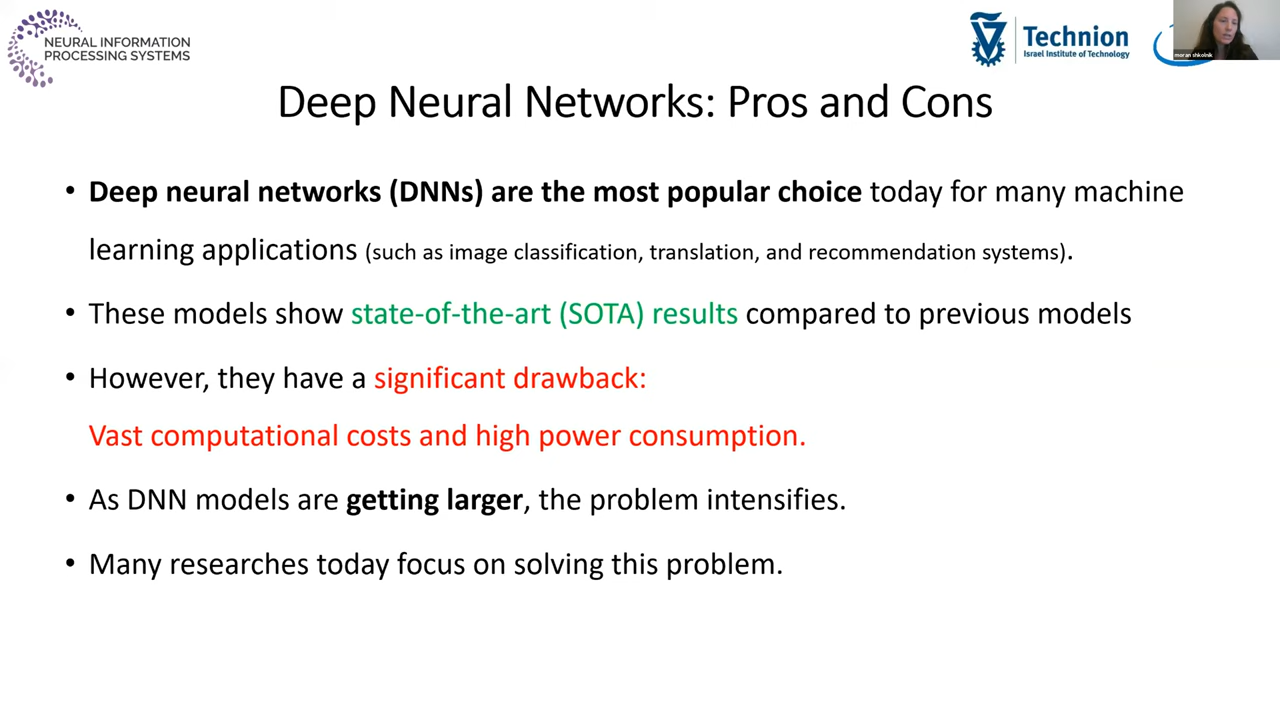 NEURAL INFORMATION
PROCESSING SYSTEMS
Technion
Israel Institute of Technology
moran shkolnik
Deep Neural Networks: Pros and Cons
• Deep neural networks (DNNs) are the most popular choice today for many machine
learning applications (such as image classification, translation, and recommendation systems).
• These models show state-of-the-art (SOTA) results compared to previous models
• However, they have a significant drawback:
Vast computational costs and high power consumption.
• As DNN models are getting larger, the problem intensifies.
• Many researches today focus on solving this problem.